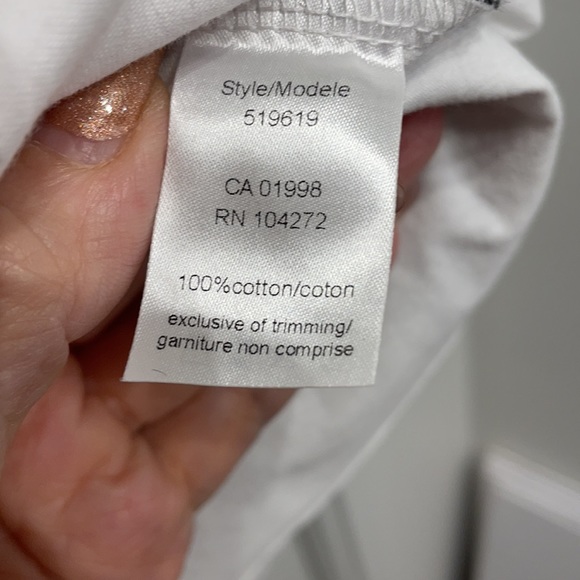 Style/Modele
519619
CA 01998
RN 104272
100%cotton/coton
exclusive of trimming/
garniture non comprise